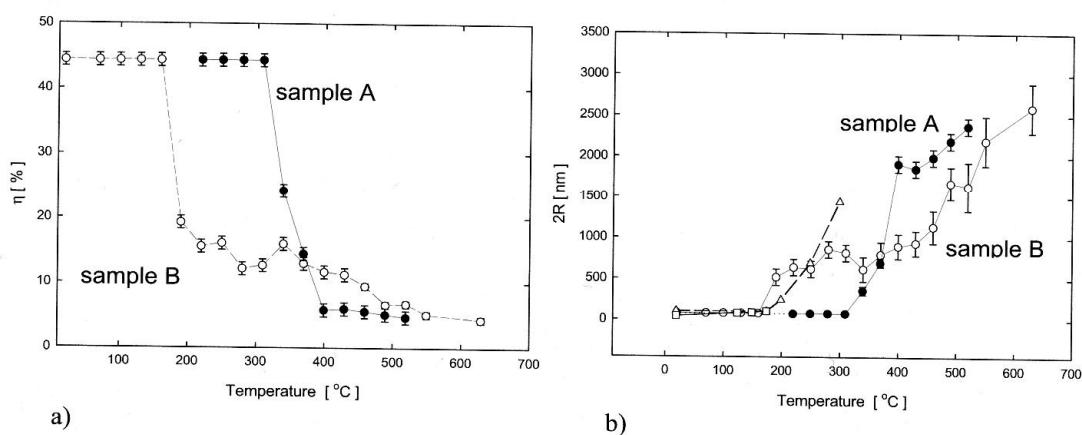 50
40
30
20
10
0
η [ % ]
100 200 300 400 500 600 700
Temperature [ °C ]
sample A
sample B
a)
3500
3000
2500
2000
1500
1000
500
0
2R [ nm ]
0 100 200 300 400 500 600 700
Temperature [ °C ]
sample A
sample B
b)